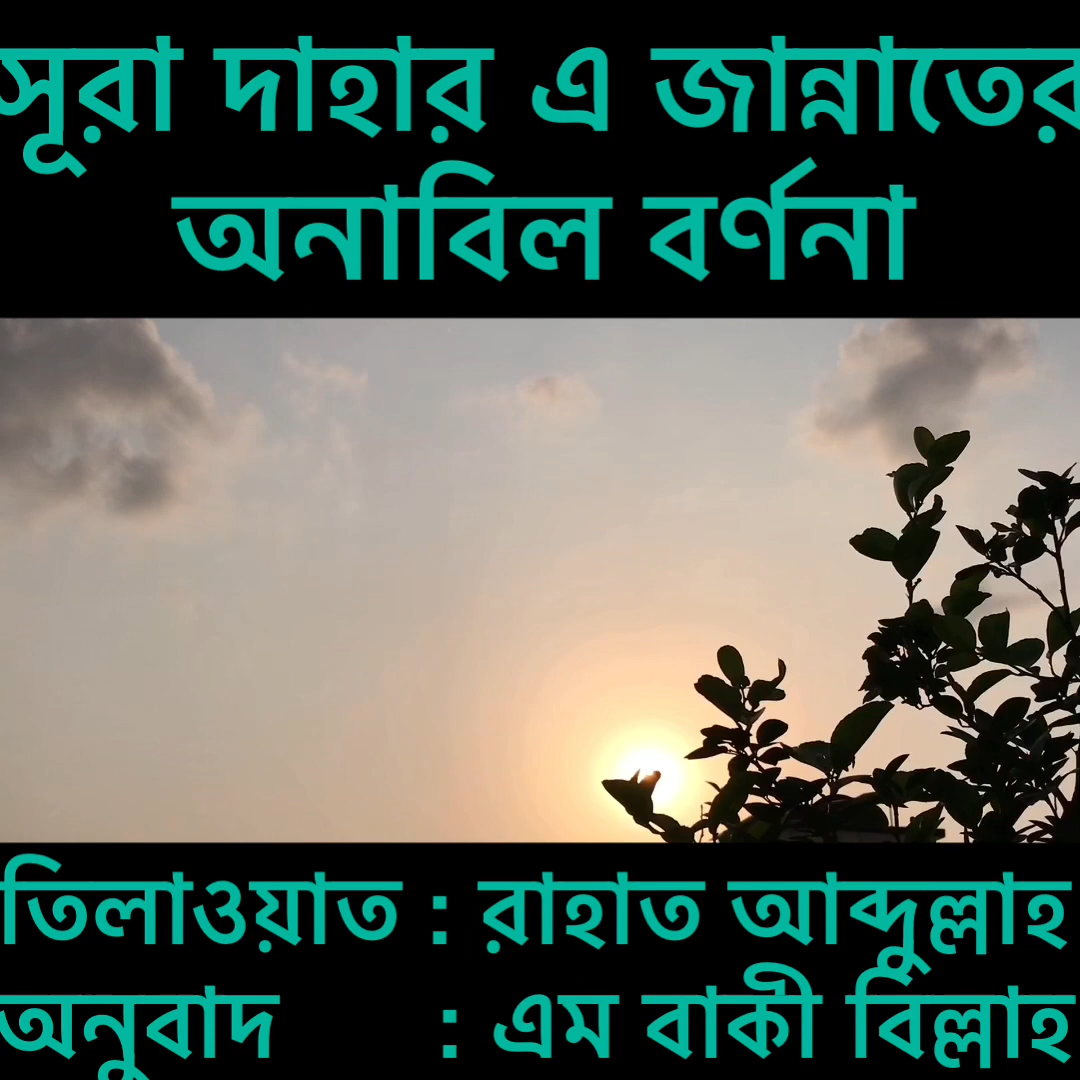 সূরা দাহার এ জান্নাতের
অনাবিল বর্ণনা
তিলাওয়াত : রাহাত আব্দুল্লাহ
অনুবাদ : এম বাকী বিল্লাহ